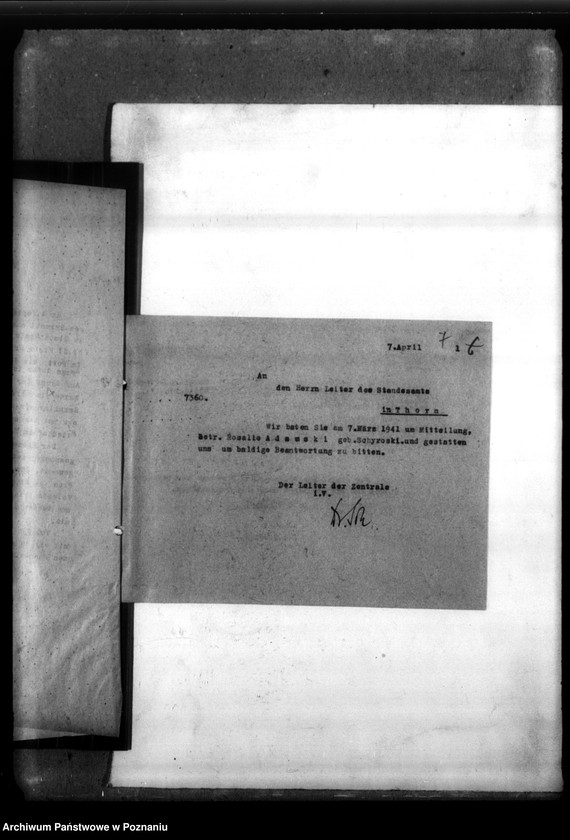 7.April 7 1 6
An
den Herrn Leiter des Standesamts
7360.
in T h o r n
Wir baten Sie am 7.März 1941 um Mitteilung,
Betr. Rosalie A d a m s k i geb.Schyroski.und gestatten
uns um baldige Beantwortung zu bitten.
Der Leiter der Zentrale
i.V.
Archiwum Państwowe w Poznaniu